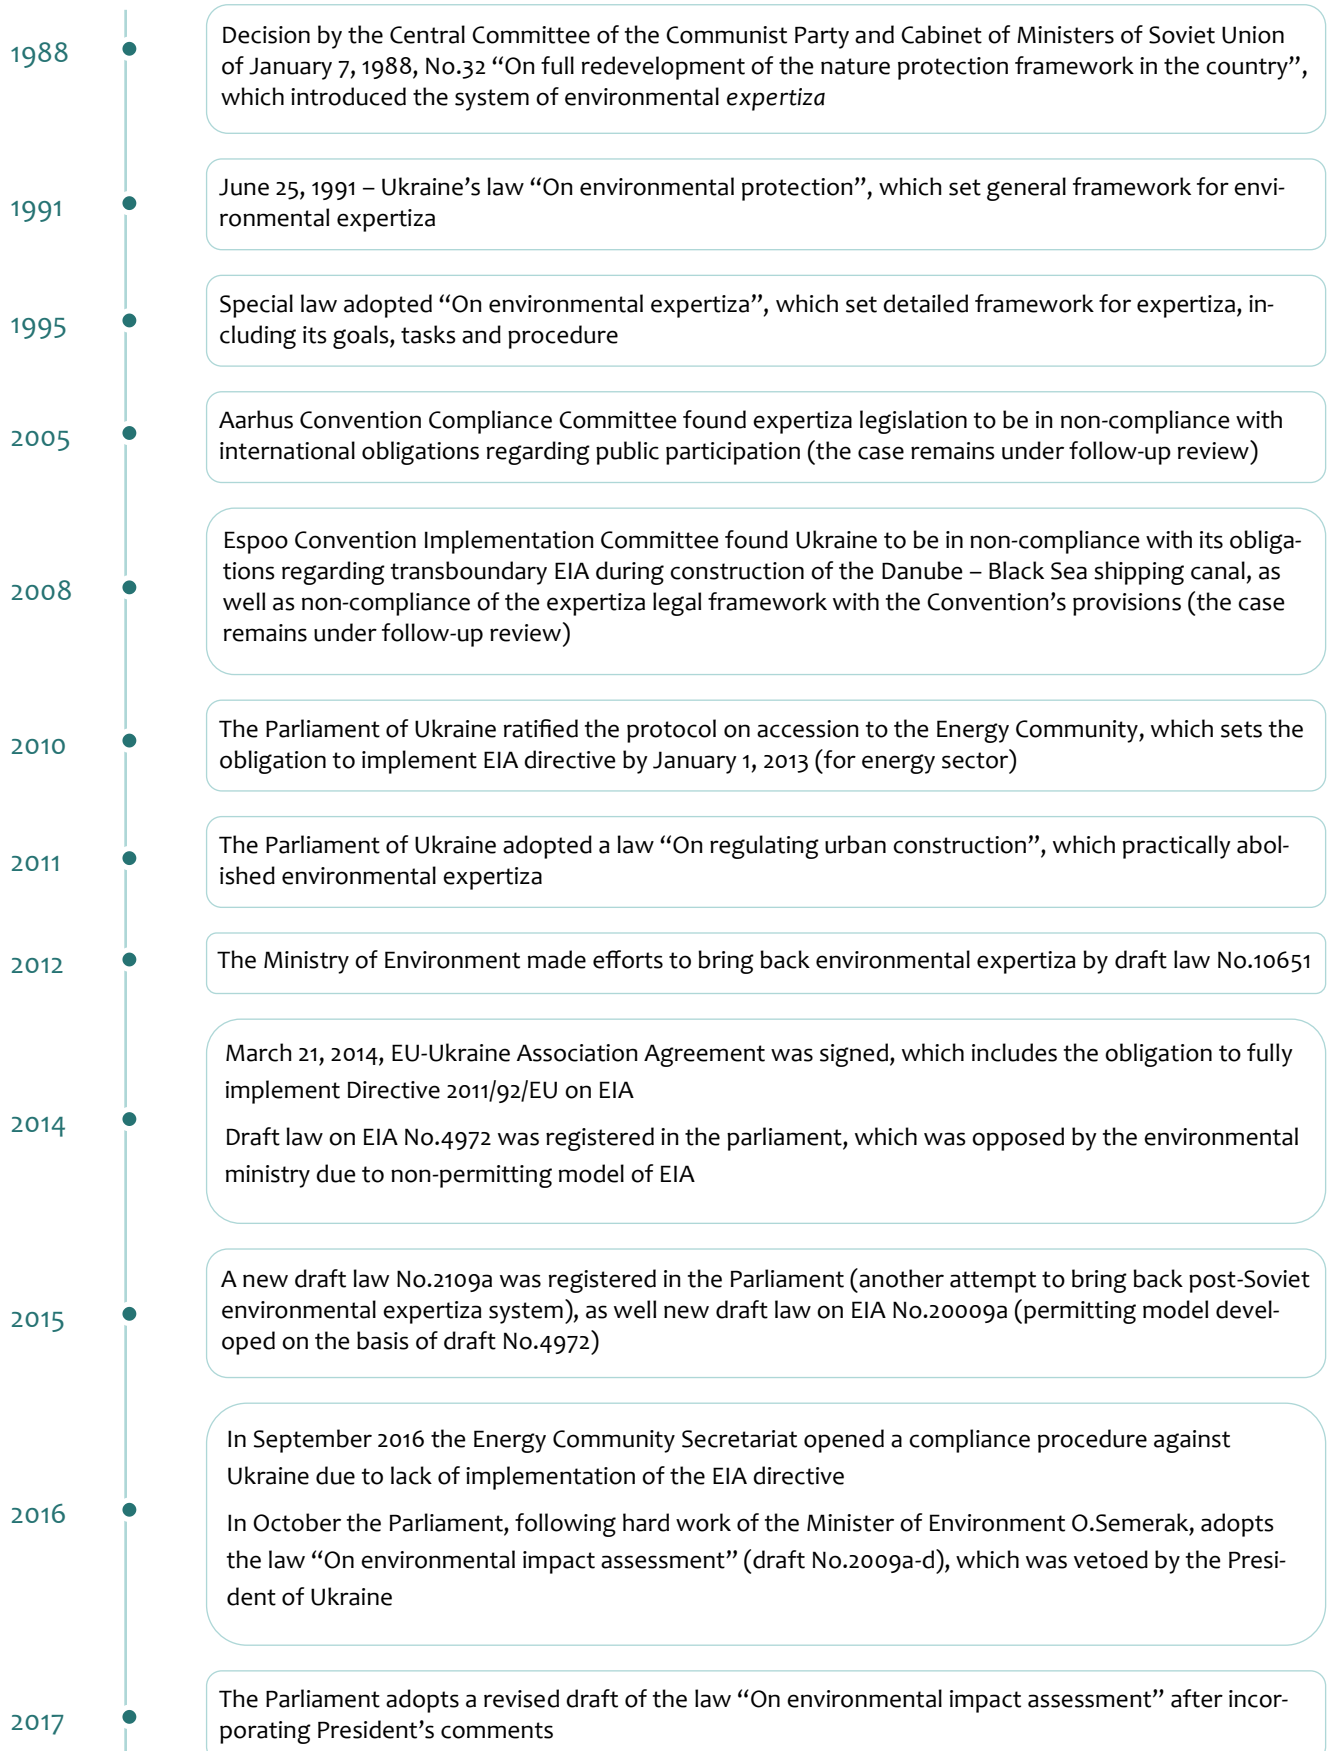 1988
Decision by the Central Committee of the Communist Party and Cabinet of Ministers of Soviet Union
of January 7, 1988, No.32 “On full redevelopment of the nature protection framework in the country”,
which introduced the system of environmental expertiza
1991
June 25, 1991 – Ukraine’s law “On environmental protection”, which set general framework for envi-
ronmental expertiza
1995
Special law adopted “On environmental expertiza”, which set detailed framework for expertiza, in-
cluding its goals, tasks and procedure
2005
Aarhus Convention Compliance Committee found expertiza legislation to be in non-compliance with
international obligations regarding public participation (the case remains under follow-up review)
2008
Espoo Convention Implementation Committee found Ukraine to be in non-compliance with its obliga-
tions regarding transboundary EIA during construction of the Danube – Black Sea shipping canal, as
well as non-compliance of the expertiza legal framework with the Convention’s provisions (the case
remains under follow-up review)
2010
The Parliament of Ukraine ratified the protocol on accession to the Energy Community, which sets the
obligation to implement EIA directive by January 1, 2013 (for energy sector)
2011
The Parliament of Ukraine adopted a law “On regulating urban construction”, which practically abol-
ished environmental expertiza
2012
The Ministry of Environment made efforts to bring back environmental expertiza by draft law No.10651
2014
March 21, 2014, EU-Ukraine Association Agreement was signed, which includes the obligation to fully
implement Directive 2011/92/EU on EIA
Draft law on EIA No.4972 was registered in the parliament, which was opposed by the environmental
ministry due to non-permitting model of EIA
2015
A new draft law No.2109a was registered in the Parliament (another attempt to bring back post-Soviet
environmental expertiza system), as well new draft law on EIA No.20009a (permitting model devel-
oped on the basis of draft No.4972)
2016
In September 2016 the Energy Community Secretariat opened a compliance procedure against
Ukraine due to lack of implementation of the EIA directive
In October the Parliament, following hard work of the Minister of Environment O.Semerak, adopts
the law “On environmental impact assessment” (draft No.2009a-d), which was vetoed by the Presi-
dent of Ukraine
2017
The Parliament adopts a revised draft of the law “On environmental impact assessment” after incor-
porating President’s comments